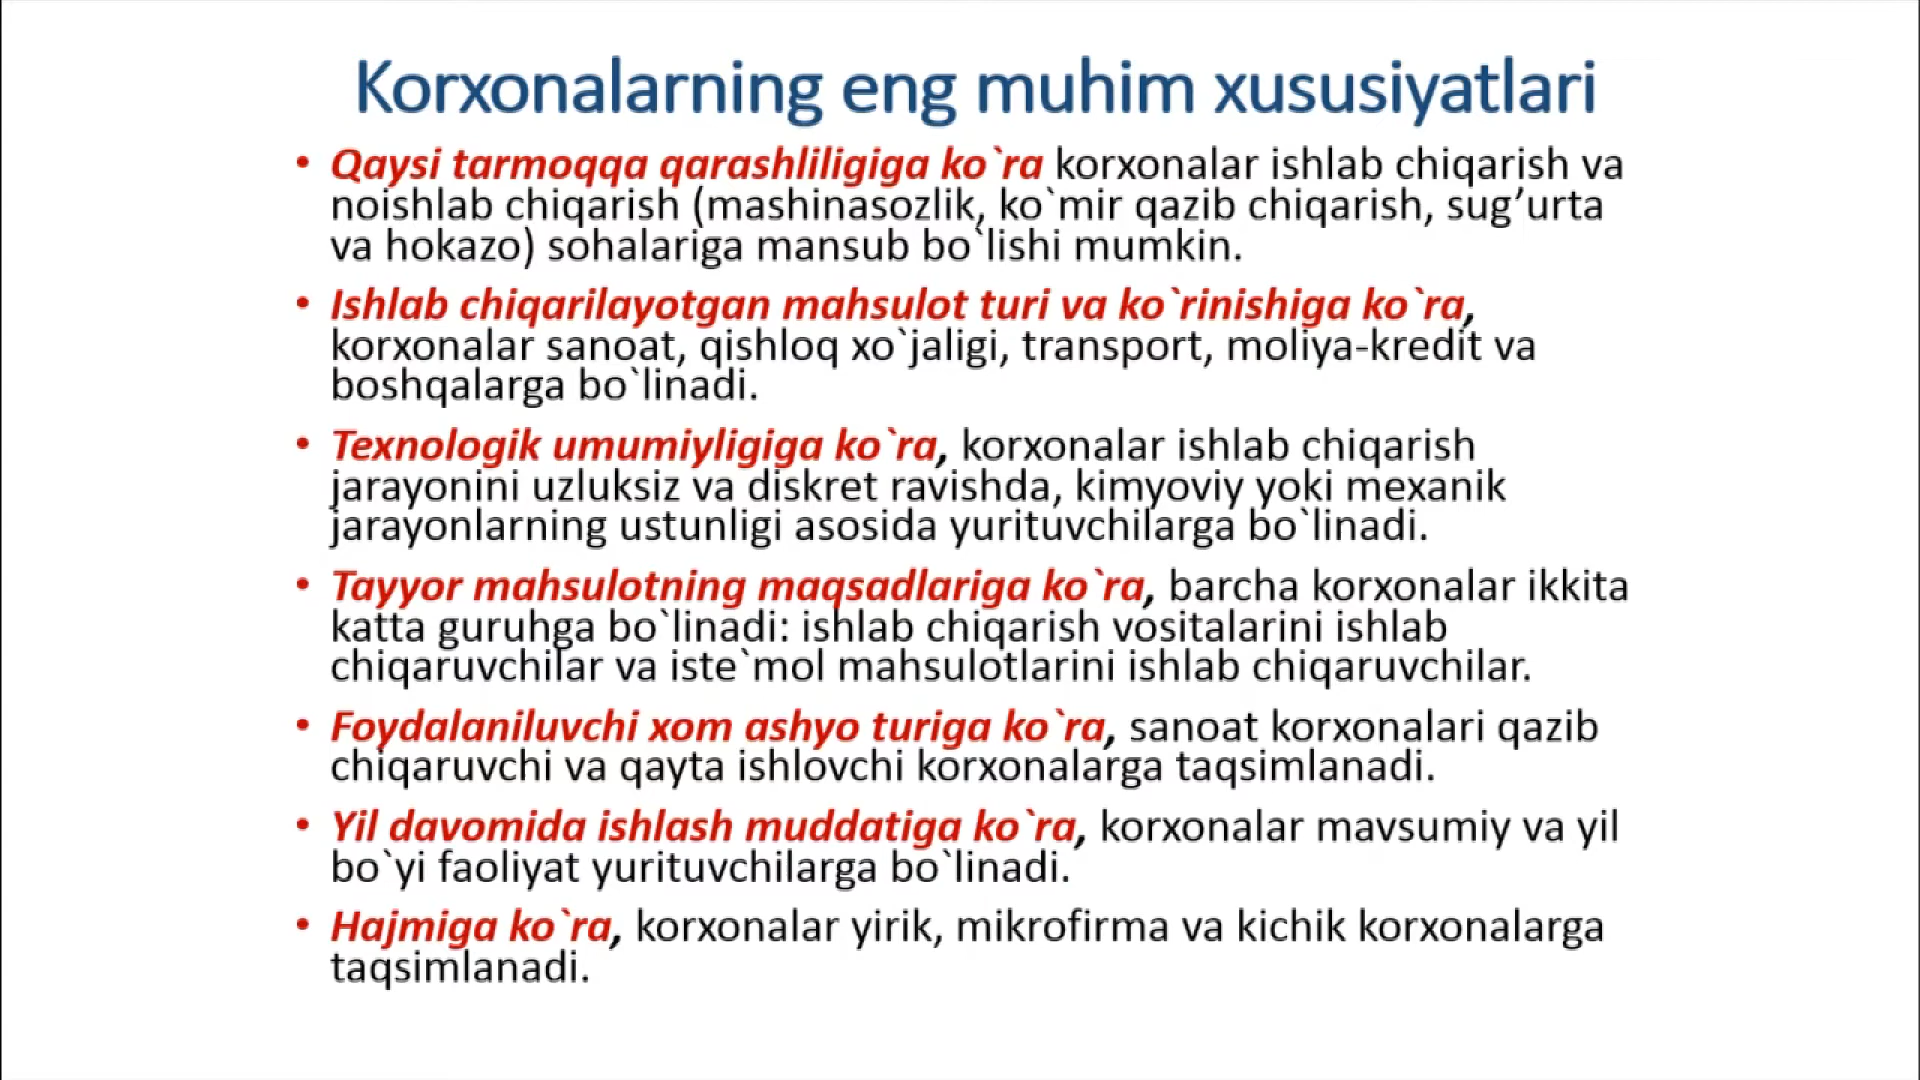 Korxonalarning eng muhim xususiyatlari
• Qaysi tarmoqqa qarashliligiga ko`ra korxonalar ishlab chiqarish va
noishlab chiqarish (mashinasozlik, ko`mir qazib chiqarish, sug’urta
va hokazo) sohalariga mansub bo`lishi mumkin.
• Ishlab chiqarilayotgan mahsulot turi va ko`rinishiga ko`ra,
korxonalar sanoat, qishloq xo`jaligi, transport, moliya-kredit va
boshqalarga bo`linadi.
• Texnologik umumiyligiga ko`ra, korxonalar ishlab chiqarish
jarayonini uzluksiz va diskret ravishda, kimyoviy yoki mexanik
jarayonlarning ustunligi asosida yurituvchilarga bo`linadi.
• Tayyor mahsulotning maqsadlariga ko`ra, barcha korxonalar ikkita
katta guruhga bo`linadi: ishlab chiqarish vositalarini ishlab
chiqaruvchilar va iste`mol mahsulotlarini ishlab chiqaruvchilar.
• Foydalaniluvchi xom ashyo turiga ko`ra, sanoat korxonalari qazib
chiqaruvchi va qayta ishlovchi korxonalarga taqsimlanadi.
• Yil davomida ishlash muddatiga ko`ra, korxonalar mavsumiy va yil
bo`yi faoliyat yurituvchilarga bo`linadi.
• Hajmiga ko`ra, korxonalar yirik, mikrofirma va kichik korxonalarga
taqsimlanadi.